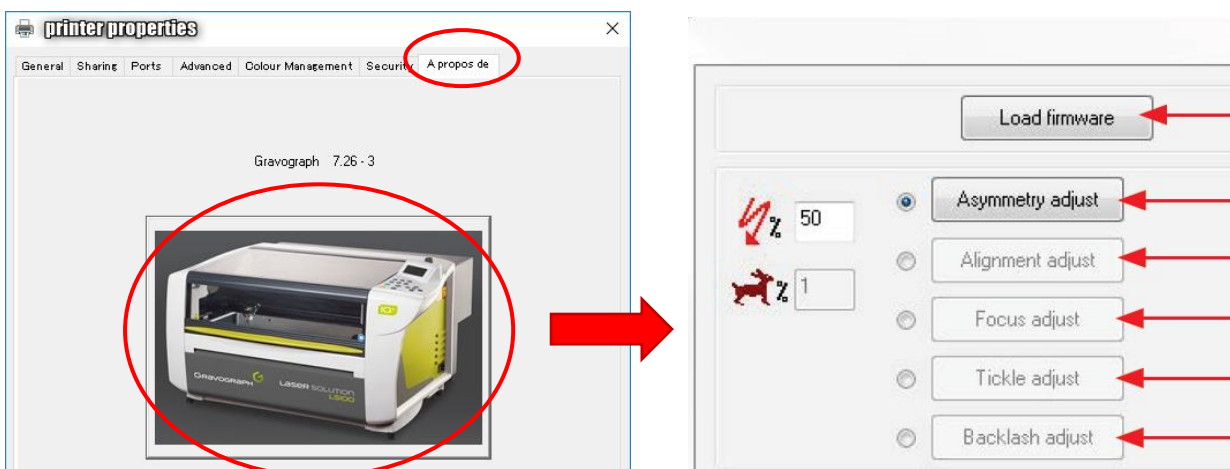 printer properties
General Sharing Ports Advanced Colour Management Security A propos de
Gravograph 7.26 - 3
GRAVOGRAPH LASER SOLUTION
LS100
Load firmware
% 50
Asymmetry adjust
Alignment adjust
% 1
Focus adjust
Tickle adjust
Backlash adjust